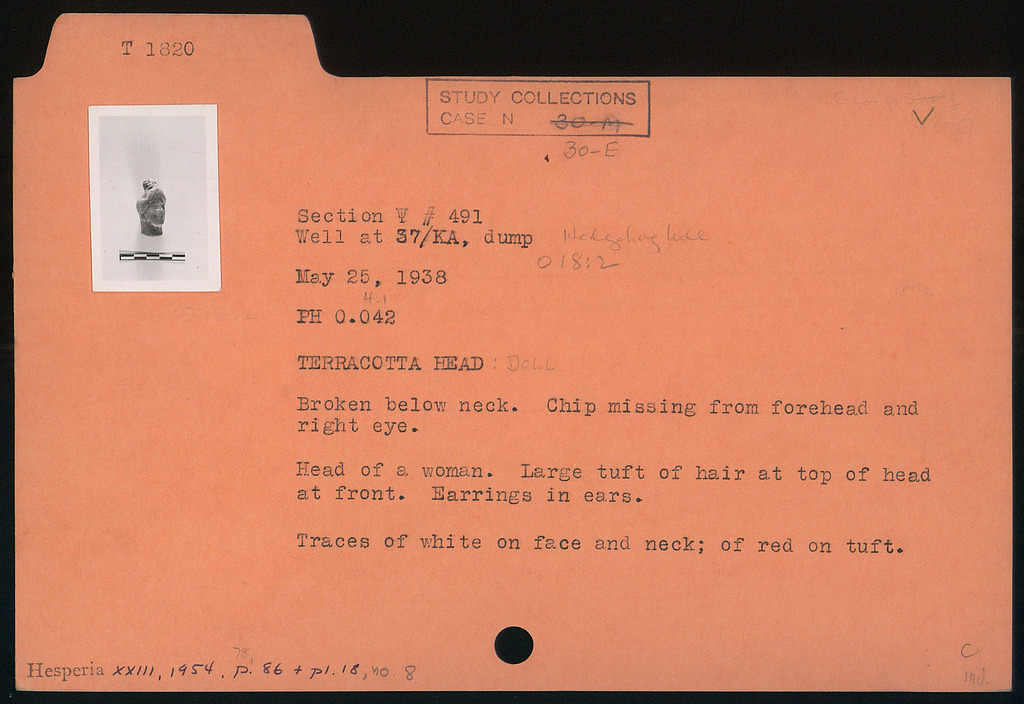 T 1820
STUDY COLLECTIONS
CASE N 30-M
30-E
Section Ψ # 491
Well at 37/KA, dump
O 18:2
May 25, 1938
H.
PH 0.042
TERRACOTTA HEAD : DOLL
Broken below neck. Chip missing from forehead and
right eye.
Head of a woman. Large tuft of hair at top of head
at front. Earrings in ears.
Traces of white on face and neck; of red on tuft.
78,
Hesperia XXIII, 1954, p. 86 + pl. 18, no. 8
C
ind.